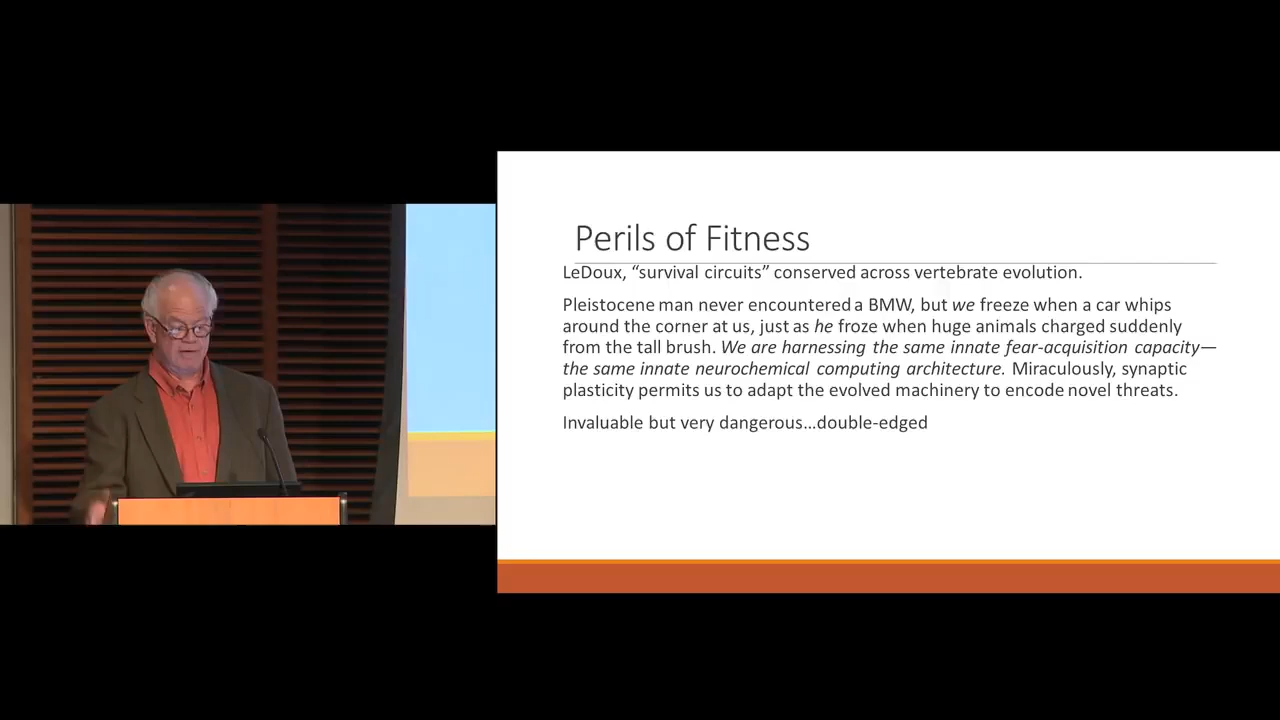 Perils of Fitness
LeDoux, “survival circuits” conserved across vertebrate evolution.
Pleistocene man never encountered a BMW, but we freeze when a car whips
around the corner at us, just as he froze when huge animals charged suddenly
from the tall brush. We are harnessing the same innate fear-acquisition capacity—
the same innate neurochemical computing architecture. Miraculously, synaptic
plasticity permits us to adapt the evolved machinery to encode novel threats.
Invaluable but very dangerous…double-edged